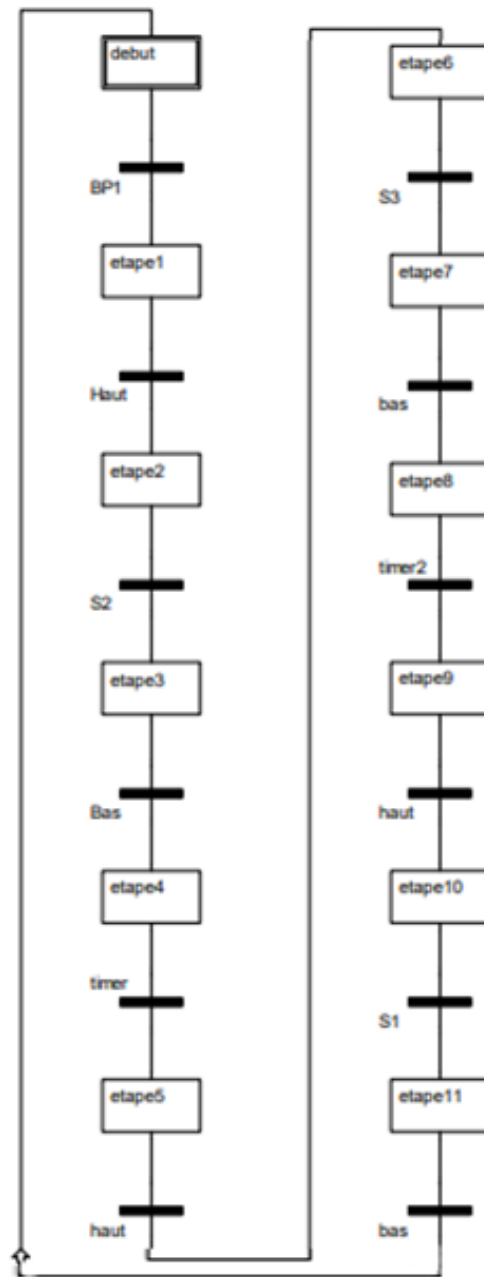 debut
BP1
etape1
Haut
etape2
S2
etape3
Bas
etape4
timer
etape5
haut
etape6
S3
etape7
bas
etape8
timer2
etape9
haut
etape10
S1
etape11
bas